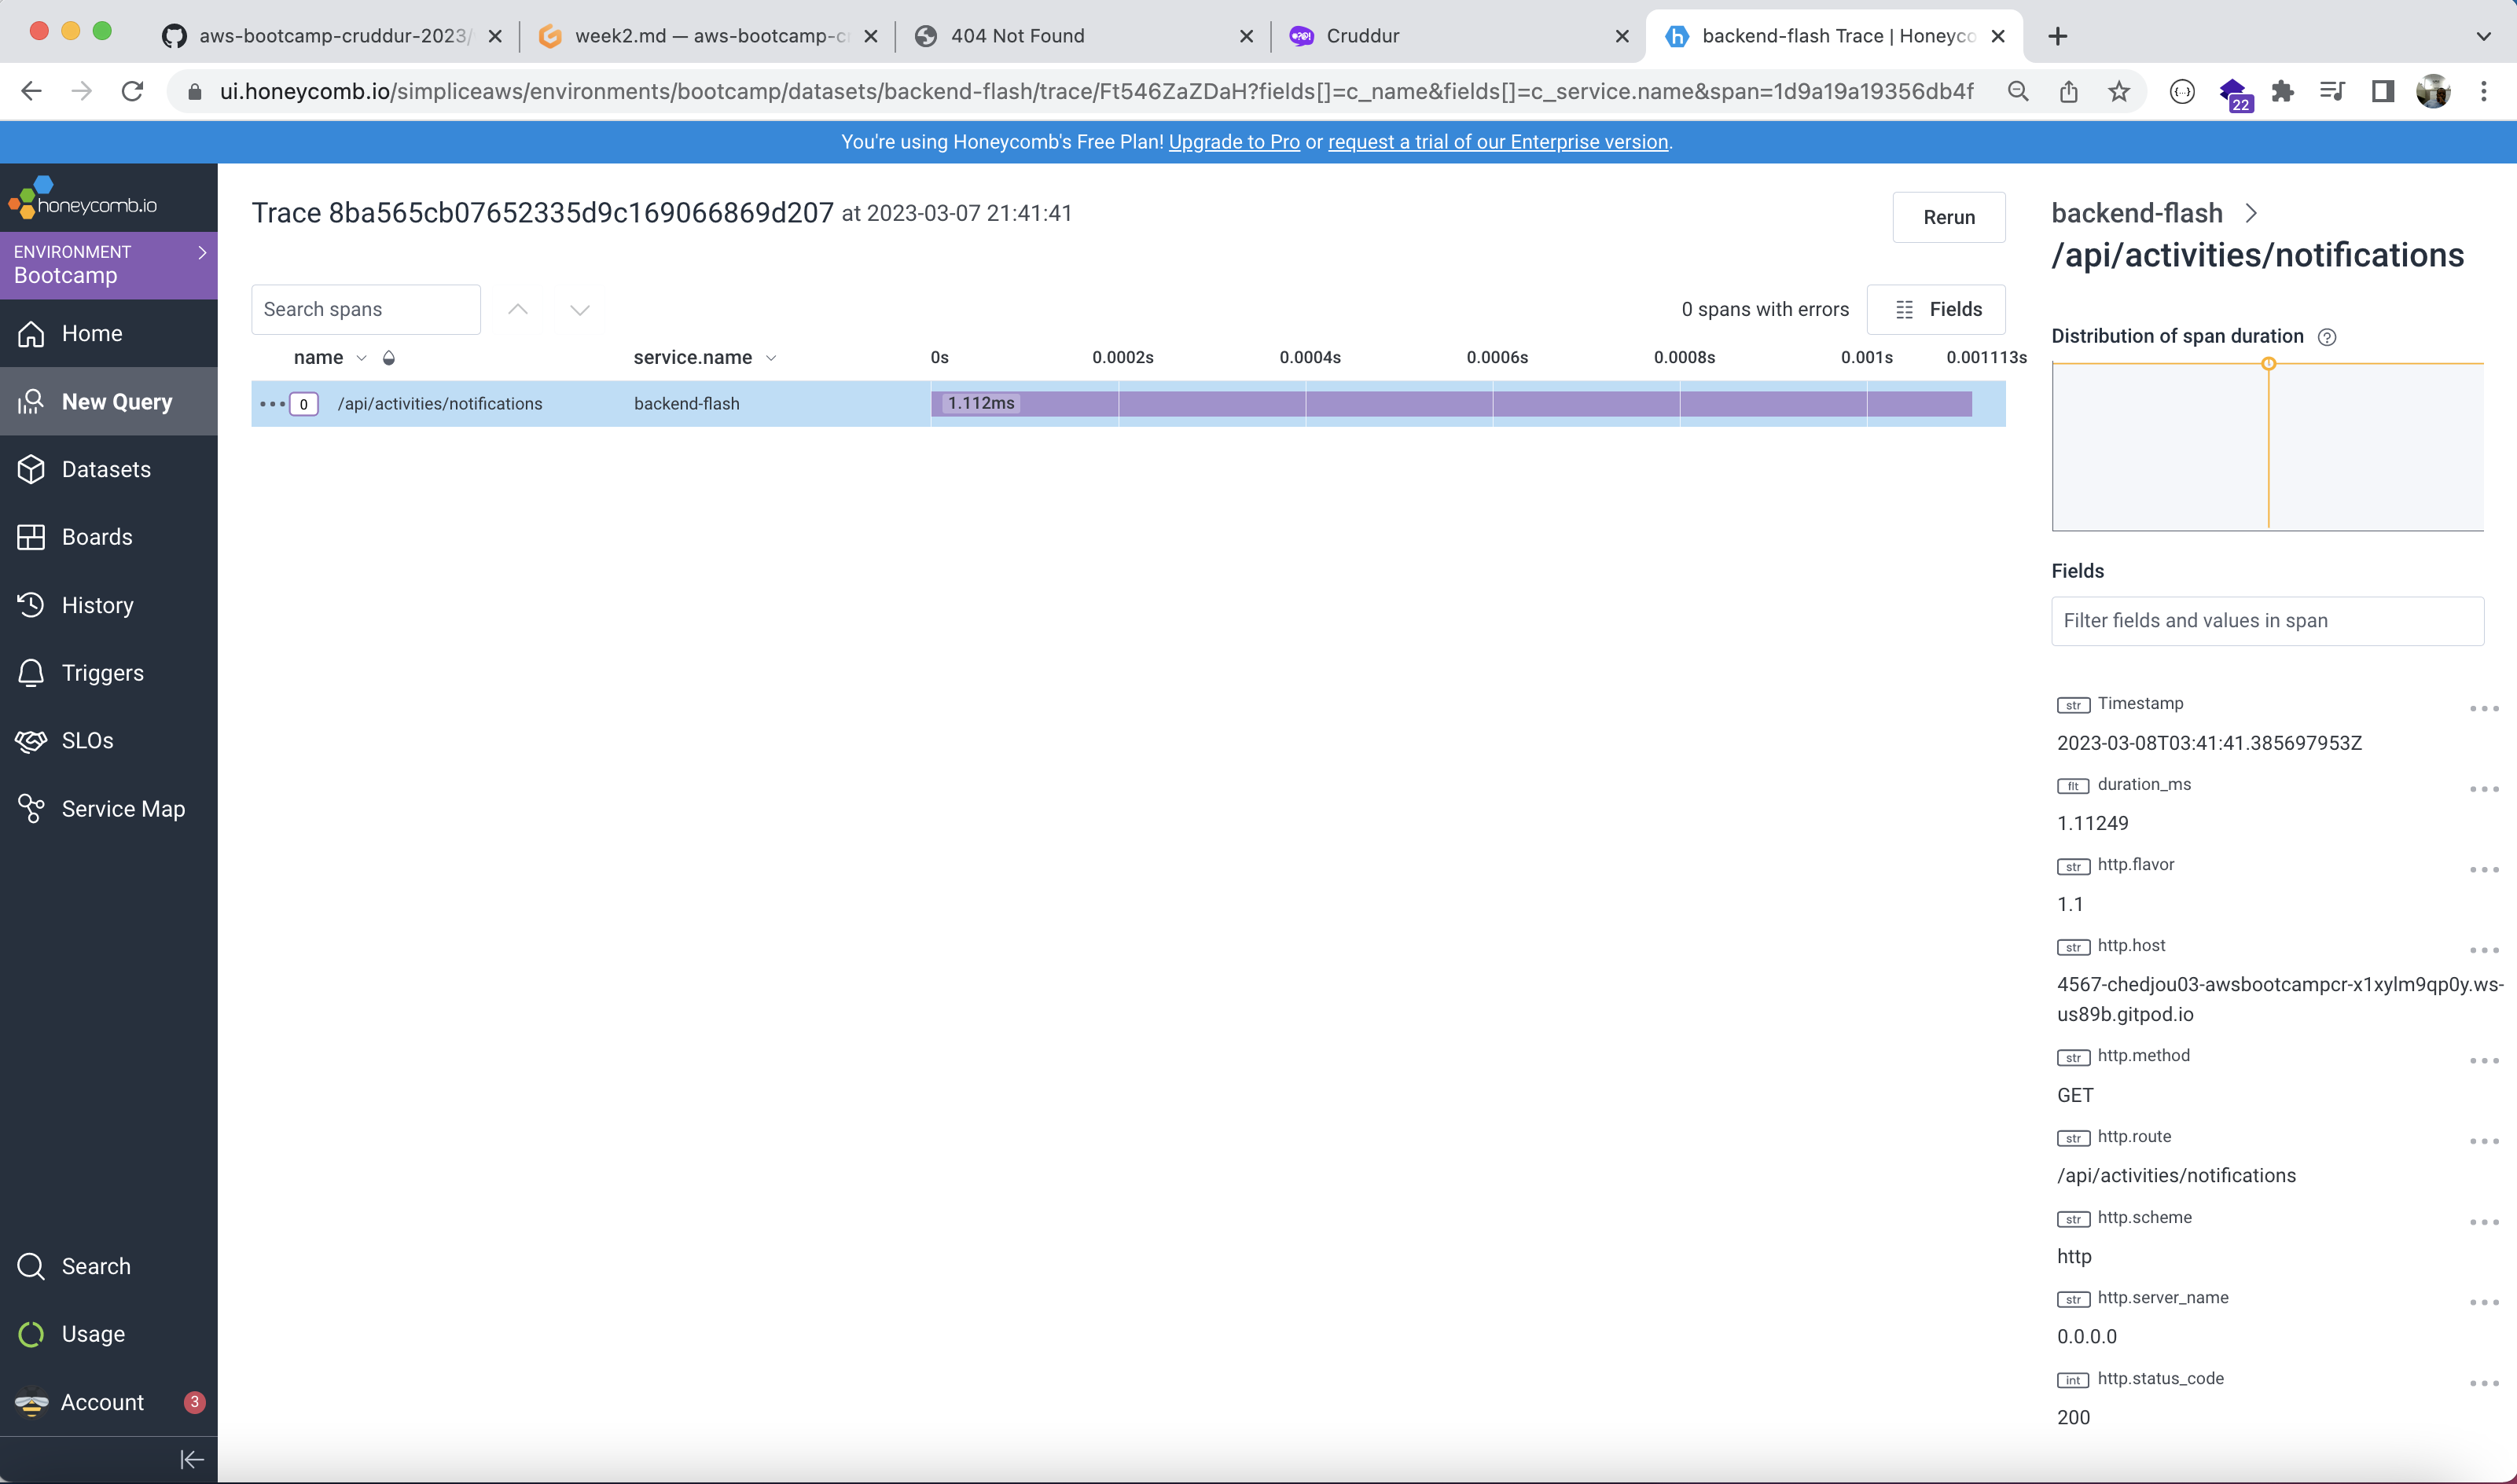 aws-bootcamp-cruddur-2023/
week2.md — aws-bootcamp-c
404 Not Found
Cruddur
backend-flash Trace | Honeyco
ui.honeycomb.io/simpliceaws/environments/bootcamp/datasets/backend-flash/trace/Ft546ZaZDaH?fields[]=c_name&fields[]=c_service.name&span=1d9a19a19356db4f
22
You're using Honeycomb's Free Plan! Upgrade to Pro or request a trial of our Enterprise version.
honeycomb.io
ENVIRONMENT
Bootcamp
Home
New Query
Datasets
Boards
History
Triggers
SLOs
Service Map
Search
Usage
Account 3
Trace 8ba565cb07652335d9c169066869d207 at 2023-03-07 21:41:41
Rerun
Search spans
0 spans with errors
Fields
name service.name 0s 0.0002s 0.0004s 0.0006s 0.0008s 0.001s 0.001113s
0 /api/activities/notifications backend-flash 1.112ms
backend-flash
/api/activities/notifications
Distribution of span duration
Fields
Filter fields and values in span
str Timestamp
2023-03-08T03:41:41.385697953Z
flt duration_ms
1.11249
str http.flavor
1.1
str http.host
4567-chedjou03-awsbootcampcr-x1xylm9qp0y.ws-
us89b.gitpod.io
str http.method
GET
str http.route
/api/activities/notifications
str http.scheme
http
str http.server_name
0.0.0.0
int http.status_code
200